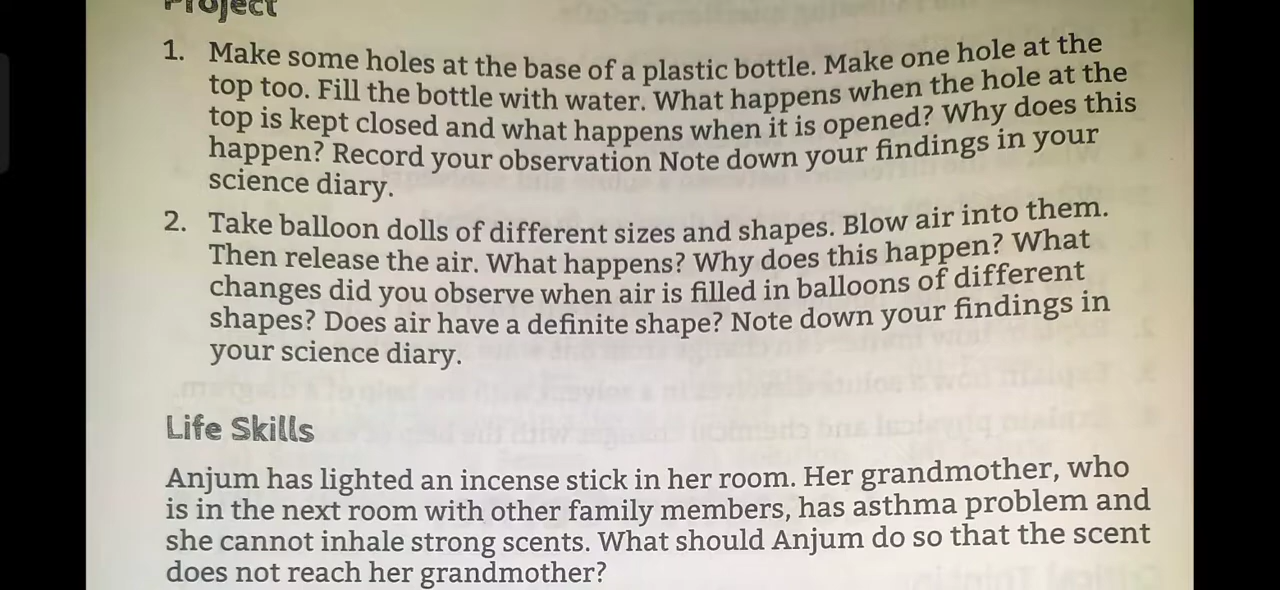 Project
1. Make some holes at the base of a plastic bottle. Make one hole at the
top too. Fill the bottle with water. What happens when the hole at the
top is kept closed and what happens when it is opened? Why does this
happen? Record your observation Note down your findings in your
science diary.
2. Take balloon dolls of different sizes and shapes. Blow air into them.
Then release the air. What happens? Why does this happen? What
changes did you observe when air is filled in balloons of different
shapes? Does air have a definite shape? Note down your findings in
your science diary.
Life Skills
Anjum has lighted an incense stick in her room. Her grandmother, who
is in the next room with other family members, has asthma problem and
she cannot inhale strong scents. What should Anjum do so that the scent
does not reach her grandmother?